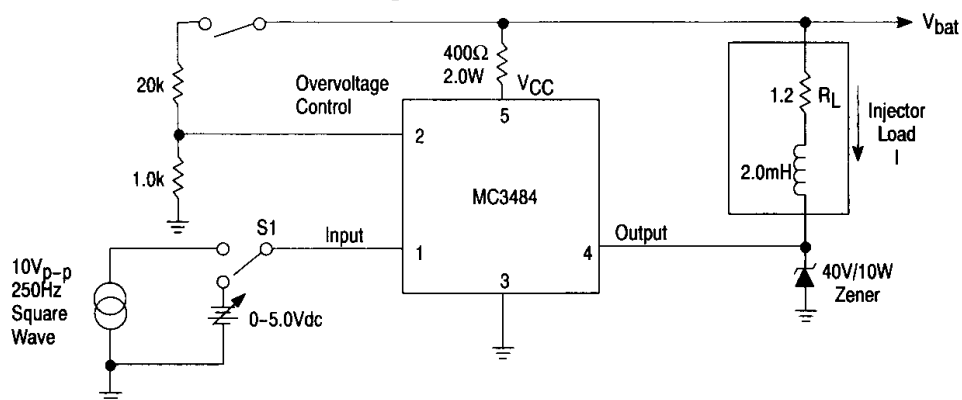 V_bat
400Ω
2.0W
V_CC
20k
Overvoltage
Control
5
2
1.2
R_L
Injector
Load
I
1.0k
2.0mH
MC3484
S1
Input
1
4
Output
10V_p-p
250Hz
Square
Wave
3
40V/10W
Zener
0-5.0Vdc